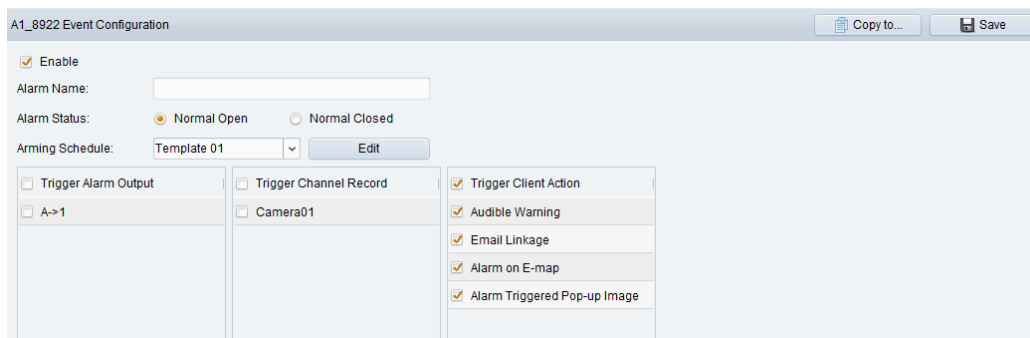 A1_8922 Event Configuration
Copy to...
Save
Enable
Alarm Name:
Alarm Status:
Normal Open
Normal Closed
Arming Schedule:
Template 01
Edit
Trigger Alarm Output
A->1
Trigger Channel Record
Camera01
Trigger Client Action
Audible Warning
Email Linkage
Alarm on E-map
Alarm Triggered Pop-up Image